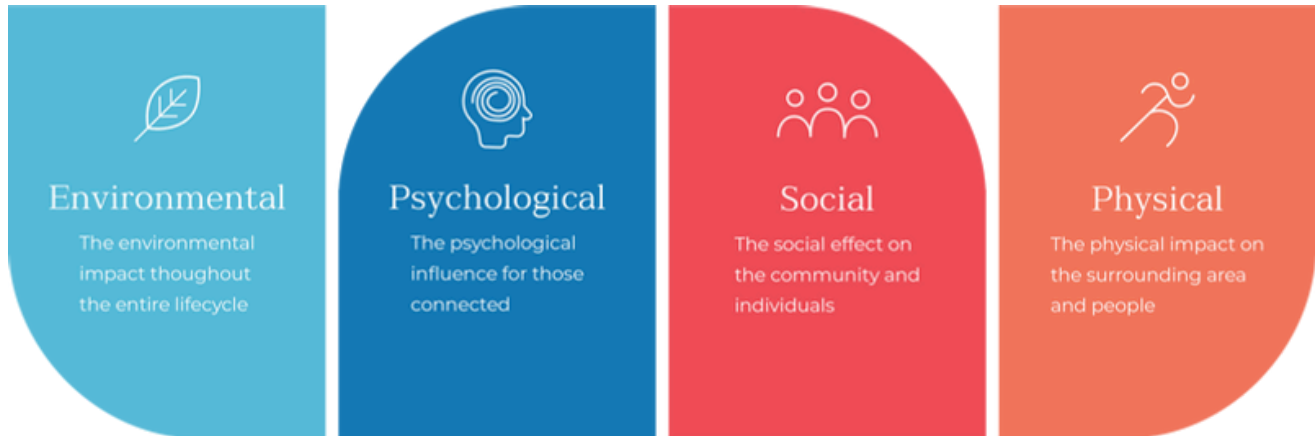 Environmental
The environmental
impact thoughout
the entire lifecycle
Psychological
The psychological
influence for those
connected
Social
The social effect on
the community and
individuals
Physical
The physical impact on
the surrounding area
and people